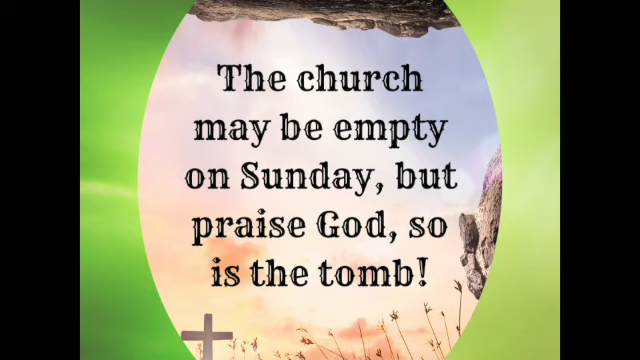 The church
may be empty
on Sunday, but
praise God, so
is the tomb!